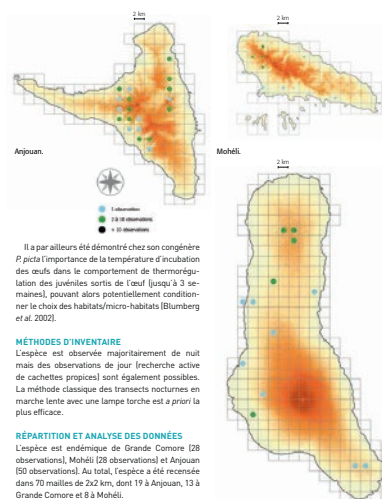 2 km
2 km
Anjouan.
Mohéli.
2 km
1 observation
2 à 10 observations
> 10 observations
Il a par ailleurs été démontré chez son congénère
P. picta l'importance de la température d'incubation
des œufs dans le comportement de thermorégu-
lation des juvéniles sortis de l'œuf (jusqu'à 3 se-
maines), pouvant alors potentiellement condition-
ner le choix des habitats/micro-habitats (Blumberg
et al. 2002).
MÉTHODES D'INVENTAIRE
L'espèce est observée majoritairement de nuit
mais des observations de jour (recherche active
de cachettes propices) sont également possibles.
La méthode classique des transects nocturnes en
marche lente avec une lampe torche est a priori la
plus efficace.
RÉPARTITION ET ANALYSE DES DONNÉES
L'espèce est endémique de Grande Comore (28
observations), Mohéli (28 observations) et Anjouan
(50 observations). Au total, l'espèce a été recensée
dans 70 mailles de 2x2 km, dont 19 à Anjouan, 13 à
Grande Comore et 8 à Mohéli.